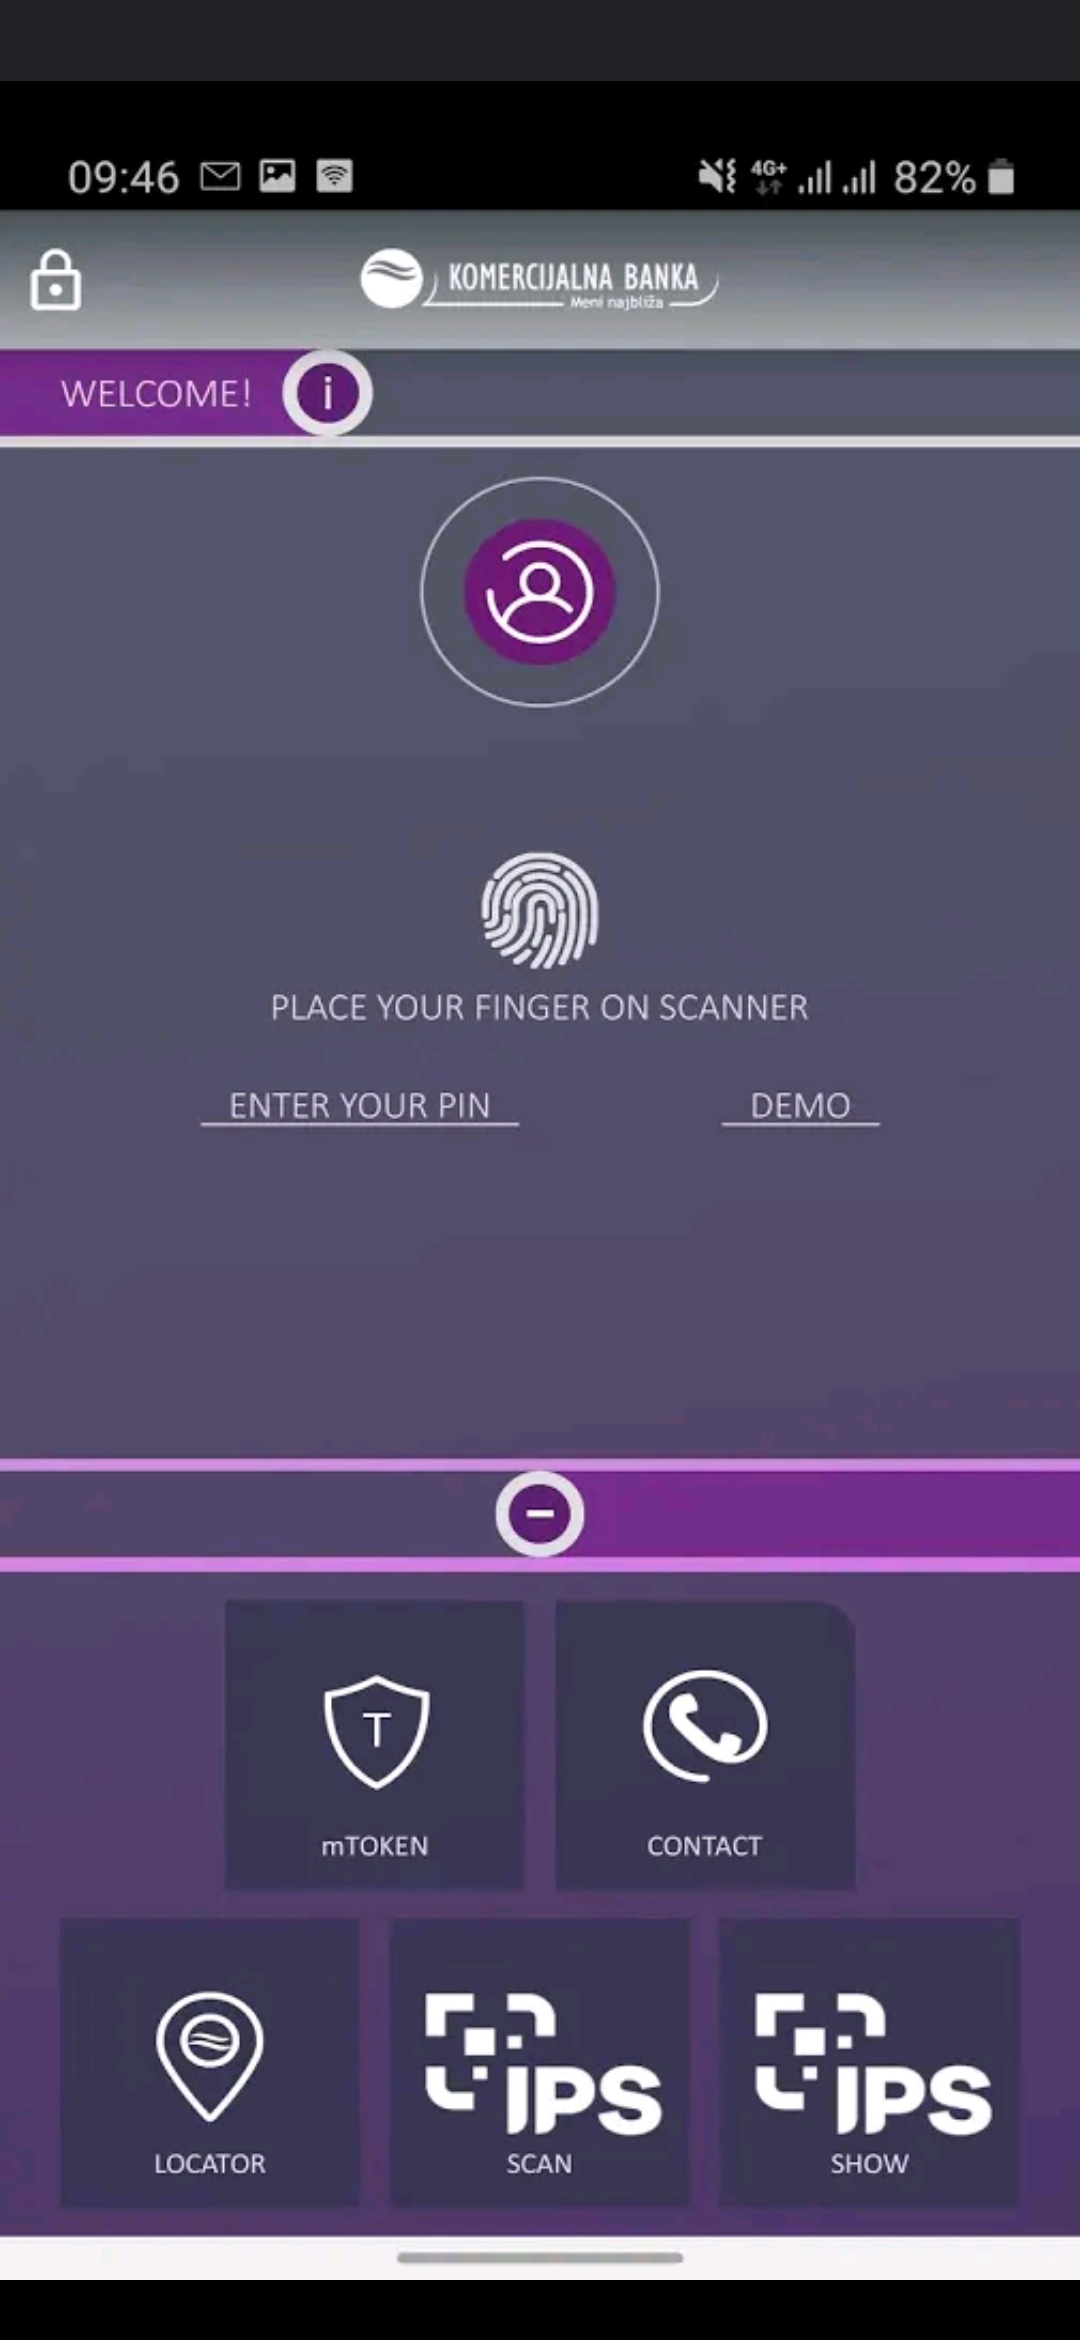 09:46 4G+ 82%
KOMERCIJALNA BANKA
Meni najbliža
WELCOME! i
PLACE YOUR FINGER ON SCANNER
ENTER YOUR PIN DEMO
T
mTOKEN CONTACT
IPS IPS
LOCATOR SCAN SHOW